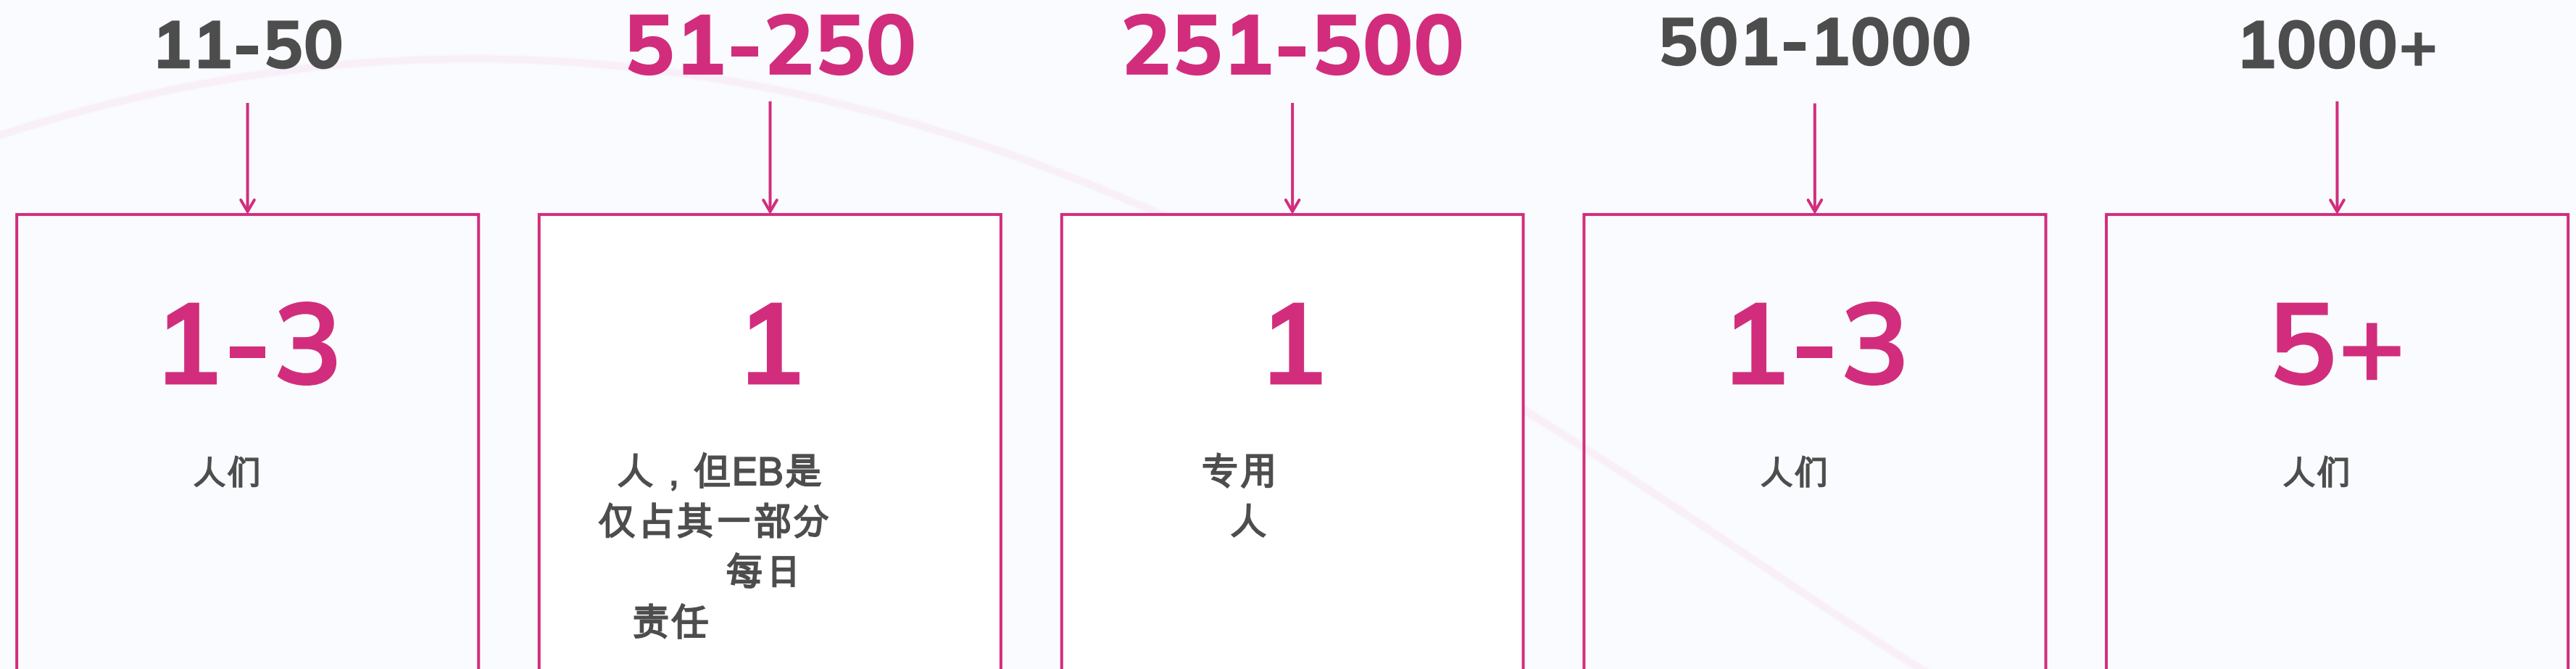 11-50
51-250
251-500
501-1000
1000+
1-3
人们
1
人，但EB是
仅占其一部分
每日
责任
1
专用
人
1-3
人们
5+
人们